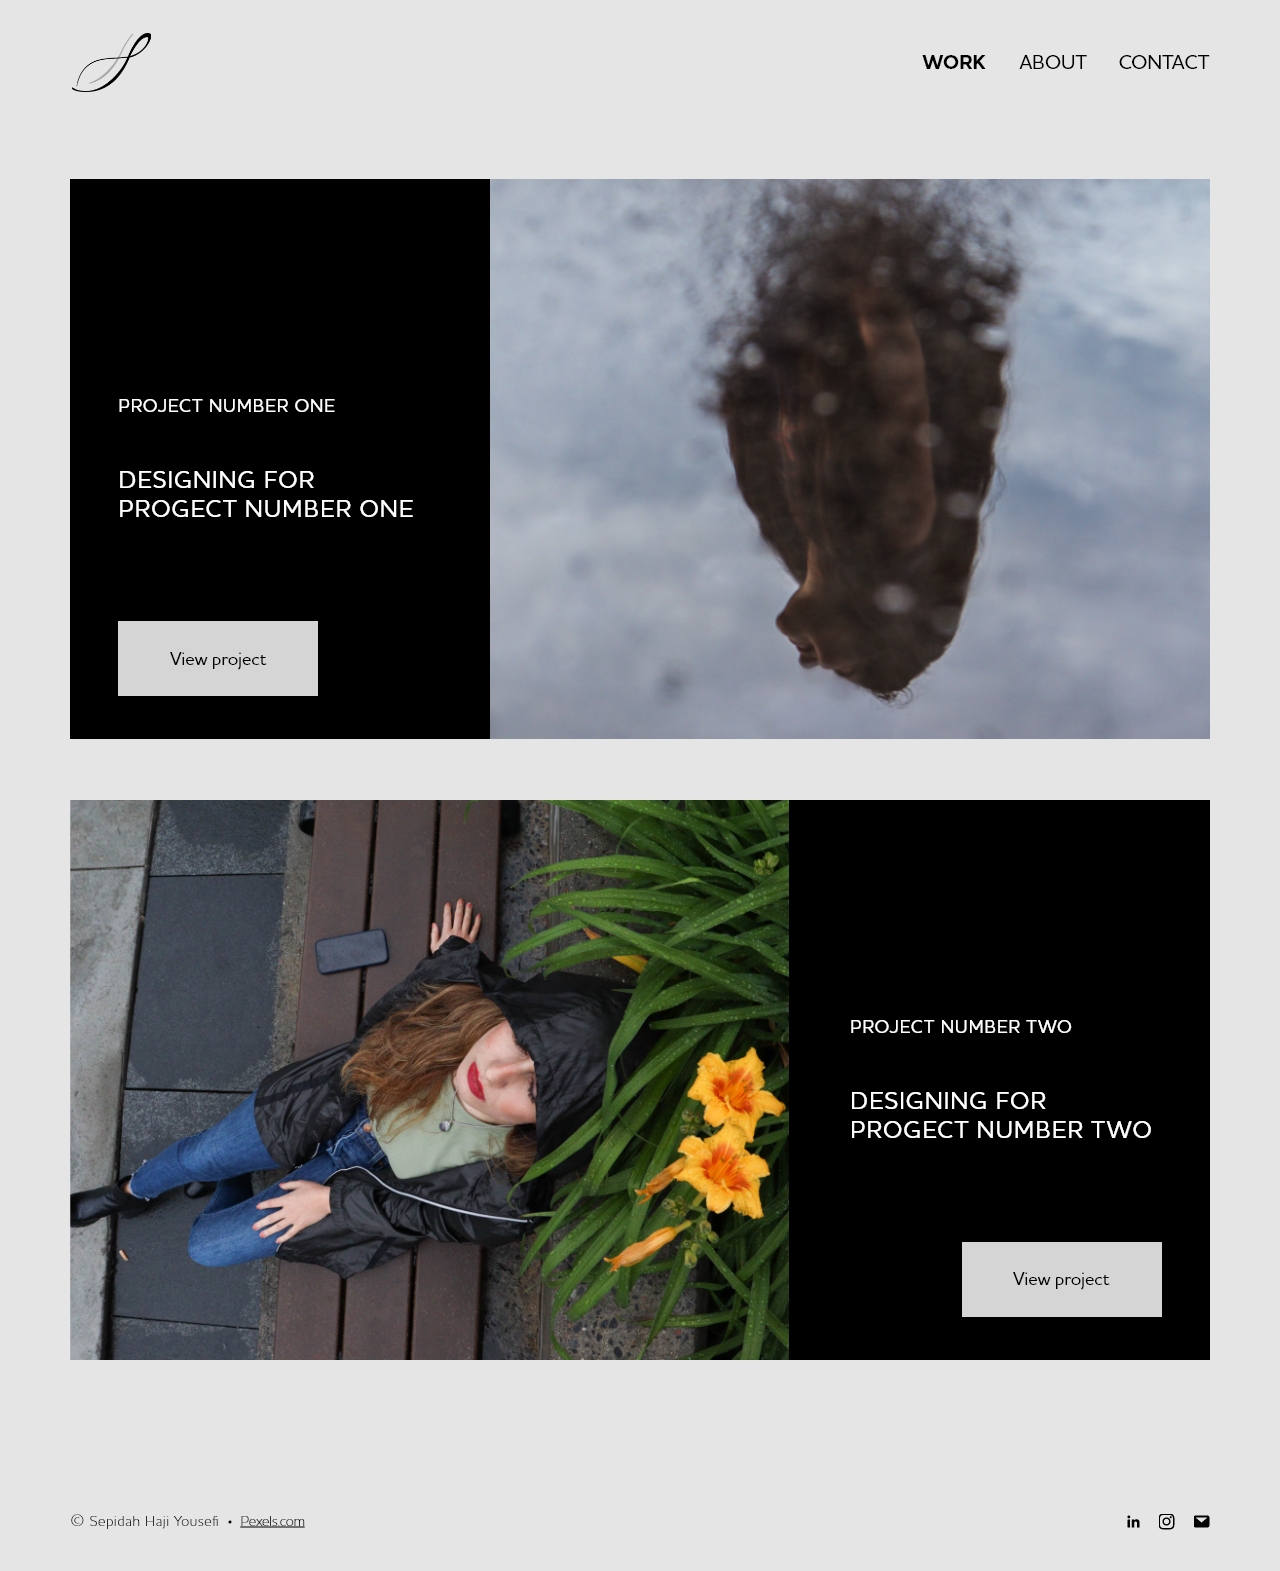 WORK ABOUT CONTACT
PROJECT NUMBER ONE
DESIGNING FOR
PROGECT NUMBER ONE
View project
PROJECT NUMBER TWO
DESIGNING FOR
PROGECT NUMBER TWO
View project
© Sepidah Haji Yousefi • Pexels.com